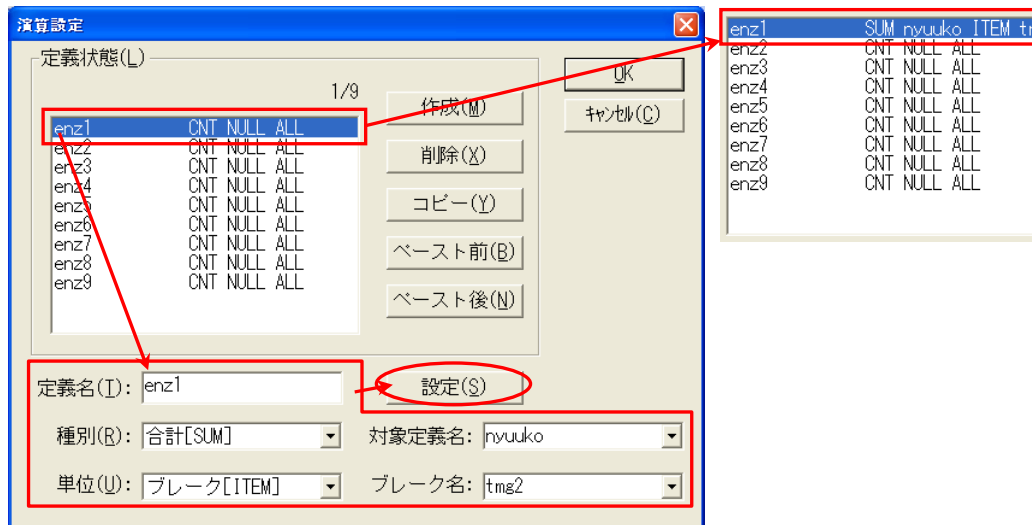 演算設定
定義状態(L)
1/9
enz1 CNT NULL ALL
enz2 CNT NULL ALL
enz3 CNT NULL ALL
enz4 CNT NULL ALL
enz5 CNT NULL ALL
enz6 CNT NULL ALL
enz7 CNT NULL ALL
enz8 CNT NULL ALL
enz9 CNT NULL ALL
作成(M)
削除(X)
コピー(Y)
ペースト前(B)
ペースト後(N)
OK
ｷｬﾝｾﾙ(C)
定義名(T): enz1
設定(S)
種別(R): 合計[SUM] 対象定義名: nyuuko
単位(U): ブレーク[ITEM] ブレーク名: tmg2
enz1 SUM nyuuko ITEM
enz2 CNT NULL ALL
enz3 CNT NULL ALL
enz4 CNT NULL ALL
enz5 CNT NULL ALL
enz6 CNT NULL ALL
enz7 CNT NULL ALL
enz8 CNT NULL ALL
enz9 CNT NULL ALL